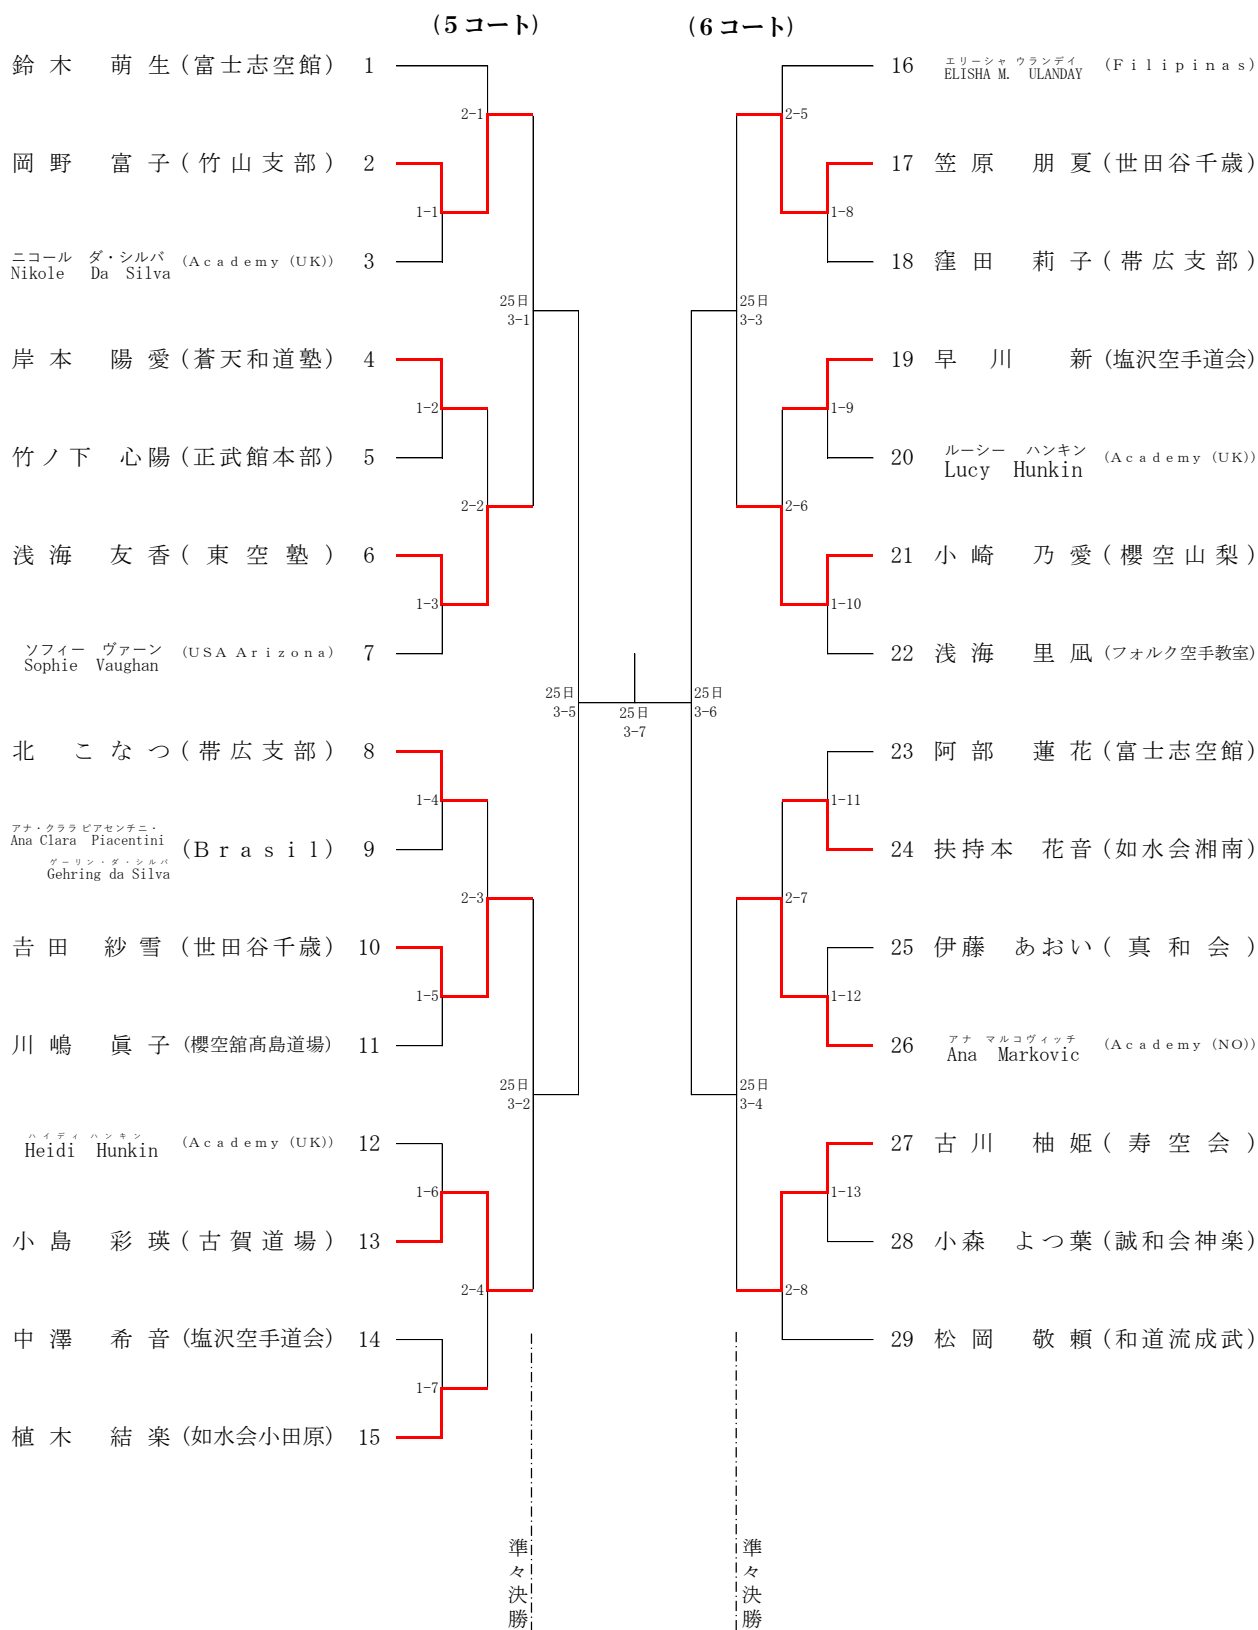 (5コート)
鈴木 萌生 (富士志空館) 1
2-1
岡野 富子 (竹山支部) 2
1-1
ニコール ダ・シルバ
Nikole Da Silva (Academy (UK)) 3
25日
3-1
岸本 陽愛 (蒼天和道塾) 4
1-2
竹ノ下 心陽 (正武館本部) 5
2-2
浅海 友香 (東空塾) 6
1-3
ソフィー ヴァーン
Sophie Vaughan (USA Arizona) 7
25日
3-5
北 こなつ (帯広支部) 8
1-4
アナ・クララ ピアセンチニ・
Ana Clara Piacentini
ゲーリン・ダ・シルバ
Gehring da Silva (Brasil) 9
2-3
吉田 紗雪 (世田谷千歳) 10
1-5
川嶋 眞子 (櫻空舘髙島道場) 11
25日
3-2
ハイディ ハンキン
Heidi Hunkin (Academy (UK)) 12
1-6
小島 彩瑛 (古賀道場) 13
2-4
中澤 希音 (塩沢空手道会) 14
1-7
植木 結楽 (如水会小田原) 15
準々決勝
25日
3-7
(6コート)
16 エリーシャ ウランデイ
ELISHA M. ULANDAY (Filipinas)
2-5
17 笠原 朋夏 (世田谷千歳)
1-8
18 窪田 莉子 (帯広支部)
25日
3-3
19 早川 新 (塩沢空手道会)
1-9
20 ルーシー ハンキン
Lucy Hunkin (Academy (UK))
2-6
21 小崎 乃愛 (櫻空山梨)
1-10
22 浅海 里凪 (フォルク空手教室)
25日
3-6
23 阿部 蓮花 (富士志空館)
1-11
24 扶持本 花音 (如水会湘南)
2-7
25 伊藤 あおい (真和会)
1-12
26 アナ マルコヴィッチ
Ana Markovic (Academy (NO))
25日
3-4
27 古川 柚姫 (寿空会)
1-13
28 小森 よつ葉 (誠和会神楽)
2-8
29 松岡 敬頼 (和道流成武)
準々決勝